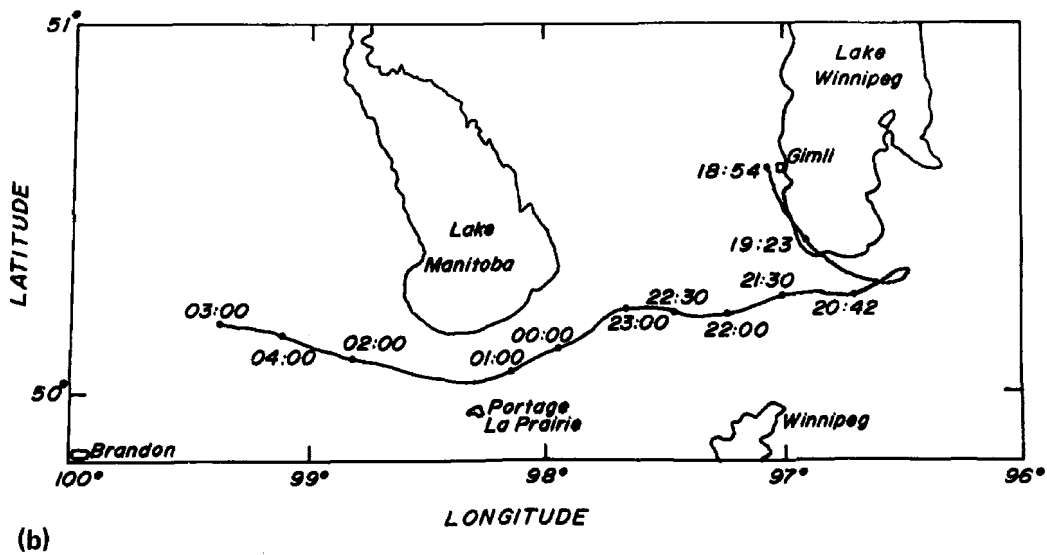 51°
Lake
Winnipeg
Gimli
18:54
19:23
Lake
Manitoba
21:30
22:30
20:42
03:00
00:00
23:00
22:00
02:00
04:00
01:00
50°
Portage
La Prairie
Winnipeg
Brandon
100°
99°
98°
97°
96°
LATITUDE
LONGITUDE
(b)